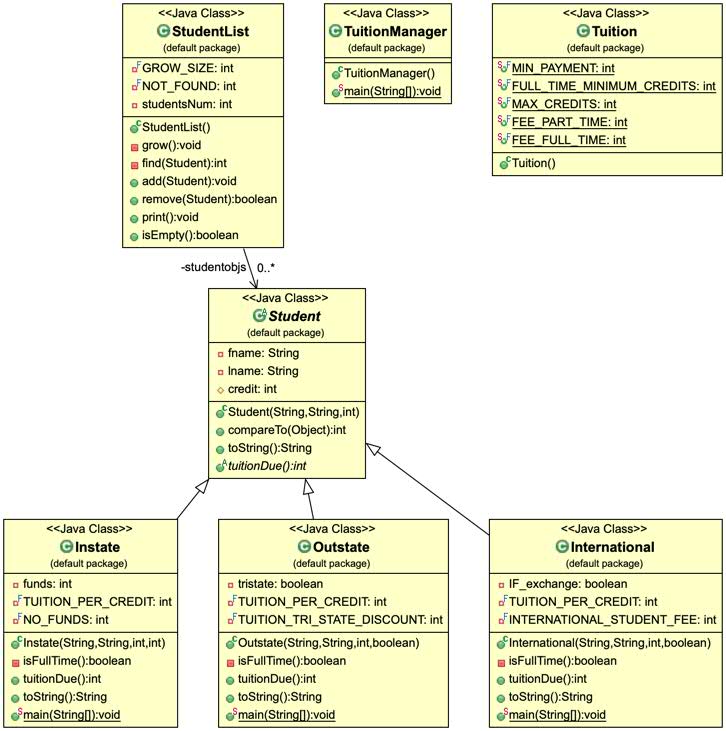 <<Java Class>>
StudentList
(default package)
GROW_SIZE: int
NOT_FOUND: int
studentsNum: int
StudentList()
grow():void
find(Student):int
add(Student):void
remove(Student):boolean
print():void
isEmpty():boolean
<<Java Class>>
TuitionManager
(default package)
TuitionManager()
main(String[]):void
<<Java Class>>
Tuition
(default package)
MIN_PAYMENT: int
FULL_TIME_MINIMUM_CREDITS: int
MAX_CREDITS: int
FEE_PART_TIME: int
FEE_FULL_TIME: int
Tuition()
-studentobjs 0..*
<<Java Class>>
Student
(default package)
fname: String
lname: String
credit: int
Student(String,String,int)
compareTo(Object):int
toString():String
tuitionDue():int
<<Java Class>>
Instate
(default package)
funds: int
TUITION_PER_CREDIT: int
NO_FUNDS: int
Instate(String,String,int,int)
isFullTime():boolean
tuitionDue():int
toString():String
main(String[]):void
<<Java Class>>
Outstate
(default package)
tristate: boolean
TUITION_PER_CREDIT: int
TUITION_TRI_STATE_DISCOUNT: int
Outstate(String,String,int,boolean)
isFullTime():boolean
tuitionDue():int
toString():String
main(String[]):void
<<Java Class>>
International
(default package)
IF_exchange: boolean
TUITION_PER_CREDIT: int
INTERNATIONAL_STUDENT_FEE: int
International(String,String,int,boolean)
isFullTime():boolean
tuitionDue():int
toString():String
main(String[]):void